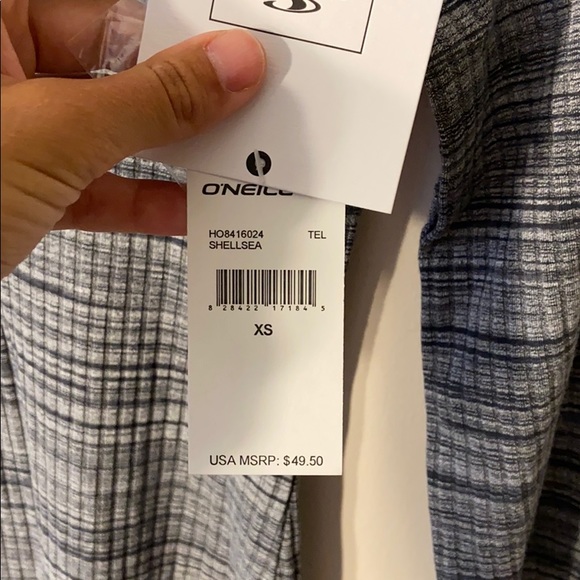 O'NEILL
HO8416024 TEL
SHELLSEA
8 28422 17184 5
XS
USA MSRP: $49.50